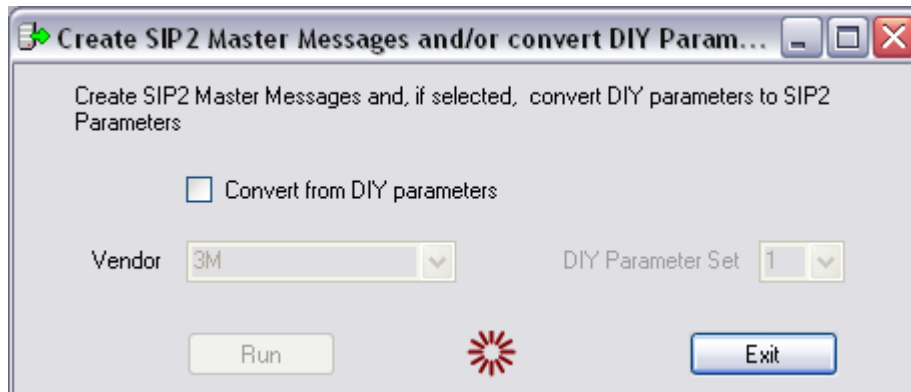 Create SIP2 Master Messages and/or convert DIY Param...
Create SIP2 Master Messages and, if selected, convert DIY parameters to SIP2
Parameters
Convert from DIY parameters
Vendor 3M DIY Parameter Set 1
Run Exit